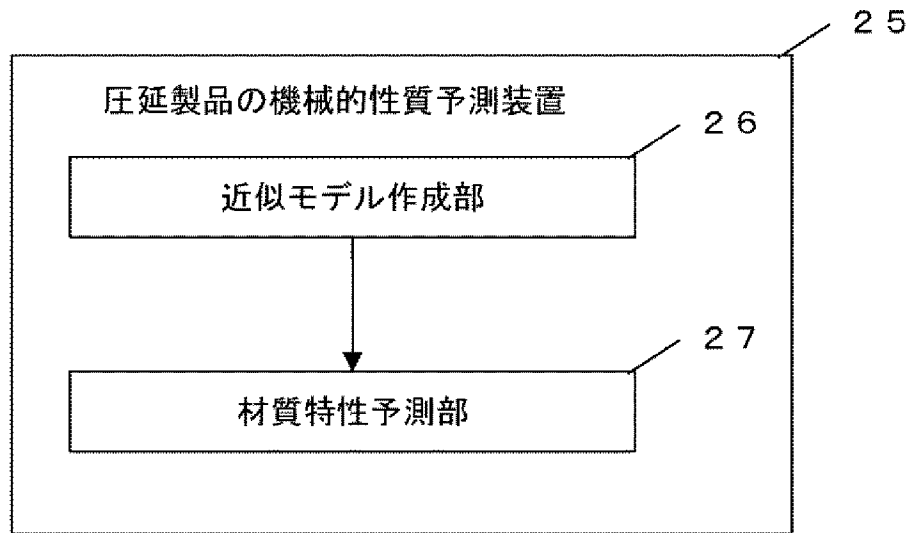 ２５
圧延製品の機械的性質予測装置
２６
近似モデル作成部
２７
材質特性予測部